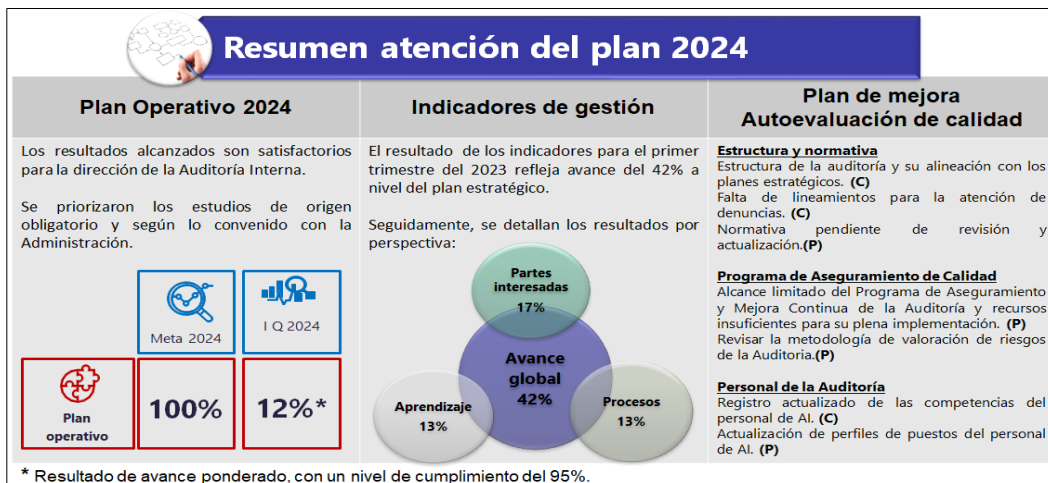 Resumen atención del plan 2024
Plan Operativo 2024
Los resultados alcanzados son satisfactorios
para la dirección de la Auditoría Interna.
Se priorizaron los estudios de origen
obligatorio y según lo convenido con la
Administración.
Meta 2024
I Q 2024
Plan
operativo
100%
12%*
Indicadores de gestión
El resultado de los indicadores para el primer
trimestre del 2023 refleja avance del 42% a
nivel del plan estratégico.
Seguidamente, se detallan los resultados por
perspectiva:
Partes
interesadas
17%
Avance
global
42%
Aprendizaje
13%
Procesos
13%
Plan de mejora
Autoevaluación de calidad
Estructura y normativa
Estructura de la auditoría y su alineación con los
planes estratégicos. (C)
Falta de lineamientos para la atención de
denuncias. (C)
Normativa pendiente de revisión y
actualización.(P)
Programa de Aseguramiento de Calidad
Alcance limitado del Programa de Aseguramiento
y Mejora Continua de la Auditoría y recursos
insuficientes para su plena implementación. (P)
Revisar la metodología de valoración de riesgos
de la Auditoria.(P)
Personal de la Auditoría
Registro actualizado de las competencias del
personal de AI. (C)
Actualización de perfiles de puestos del personal
de AI. (P)
* Resultado de avance ponderado, con un nivel de cumplimiento del 95%.